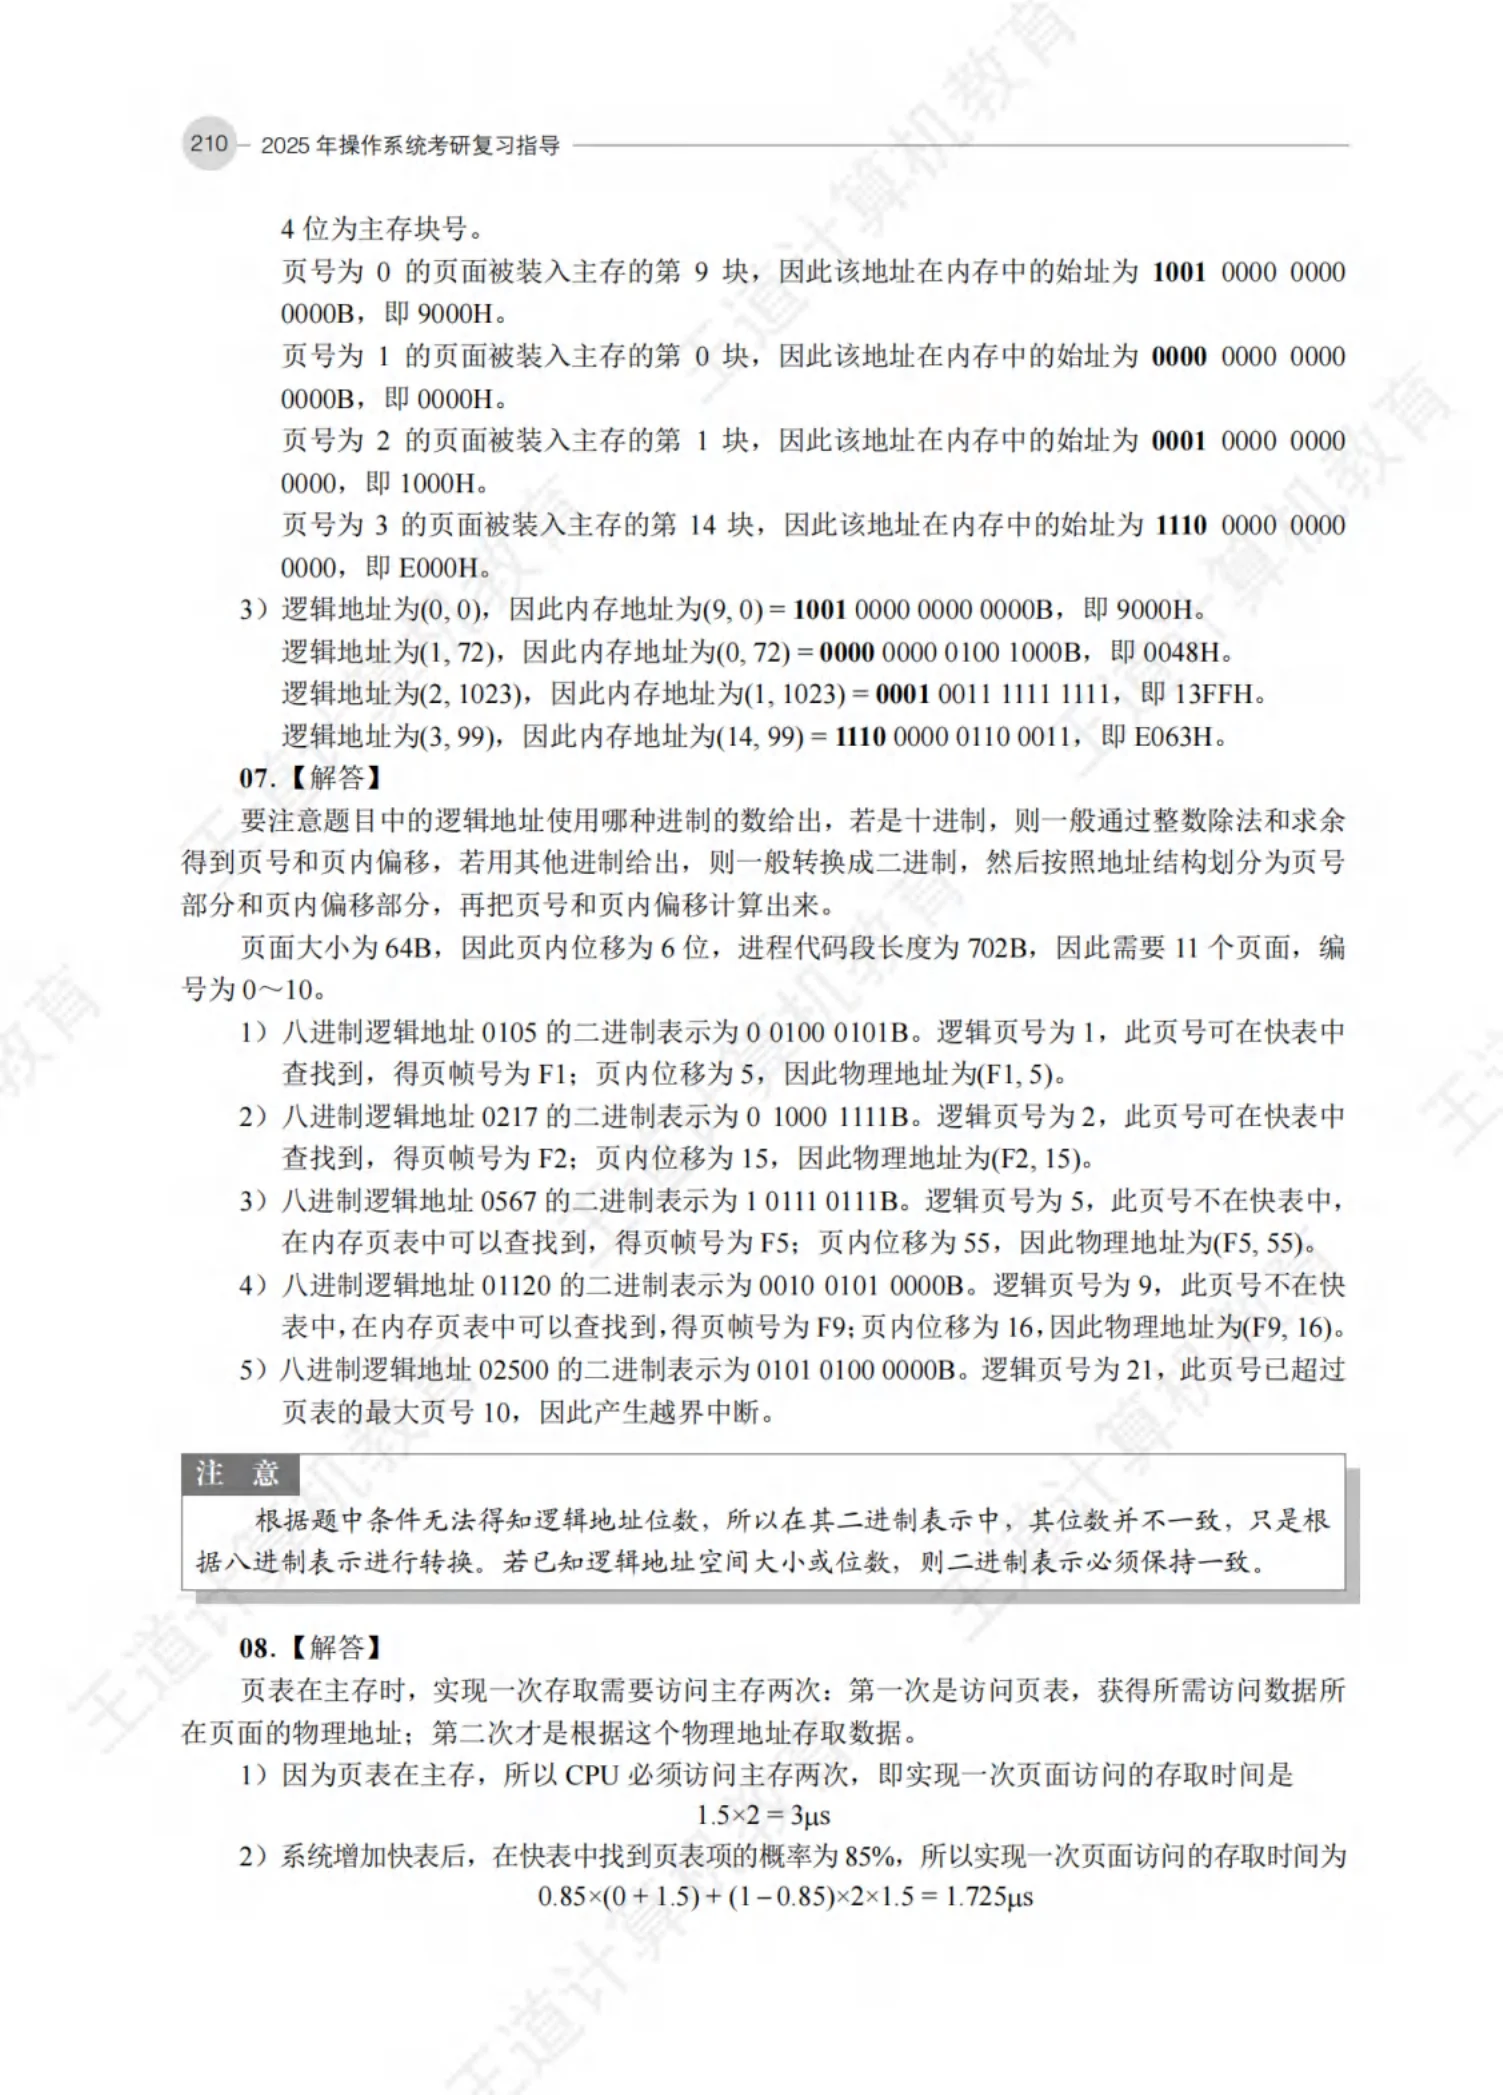 210 2025 年操作系统考研复习指导
4 位为主存块号。
页号为 0 的页面被装入主存的第 9 块，因此该地址在内存中的始址为 1001 0000 0000
0000B，即 9000H。
页号为 1 的页面被装入主存的第 0 块，因此该地址在内存中的始址为 0000 0000 0000
0000B，即 0000H。
页号为 2 的页面被装入主存的第 1 块，因此该地址在内存中的始址为 0001 0000 0000
0000，即 1000H。
页号为 3 的页面被装入主存的第 14 块，因此该地址在内存中的始址为 1110 0000 0000
0000，即 E000H。
3）逻辑地址为(0, 0)，因此内存地址为(9, 0) = 1001 0000 0000 0000B，即 9000H。
逻辑地址为(1, 72)，因此内存地址为(0, 72) = 0000 0000 0100 1000B，即 0048H。
逻辑地址为(2, 1023)，因此内存地址为(1, 1023) = 0001 0011 1111 1111，即 13FFH。
逻辑地址为(3, 99)，因此内存地址为(14, 99) = 1110 0000 0110 0011，即 E063H。
07.【解答】
要注意题目中的逻辑地址使用哪种进制的数给出，若是十进制，则一般通过整数除法和求余
得到页号和页内偏移，若用其他进制给出，则一般转换成二进制，然后按照地址结构划分为页号
部分和页内偏移部分，再把页号和页内偏移计算出来。
页面大小为 64B，因此页内位移为 6 位，进程代码段长度为 702B，因此需要 11 个页面，编
号为 0～10。
1）八进制逻辑地址 0105 的二进制表示为 0 0100 0101B。逻辑页号为 1，此页号可在快表中
查找到，得页帧号为 F1；页内位移为 5，因此物理地址为(F1, 5)。
2）八进制逻辑地址 0217 的二进制表示为 0 1000 1111B。逻辑页号为 2，此页号可在快表中
查找到，得页帧号为 F2；页内位移为 15，因此物理地址为(F2, 15)。
3）八进制逻辑地址 0567 的二进制表示为 1 0111 0111B。逻辑页号为 5，此页号不在快表中，
在内存页表中可以查找到，得页帧号为 F5；页内位移为 55，因此物理地址为(F5, 55)。
4）八进制逻辑地址 01120 的二进制表示为 0010 0101 0000B。逻辑页号为 9，此页号不在快
表中，在内存页表中可以查找到，得页帧号为 F9；页内位移为 16，因此物理地址为(F9, 16)。
5）八进制逻辑地址 02500 的二进制表示为 0101 0100 0000B。逻辑页号为 21，此页号已超过
页表的最大页号 10，因此产生越界中断。
注 意
根据题中条件无法得知逻辑地址位数，所以在其二进制表示中，其位数并不一致，只是根
据八进制表示进行转换。若已知逻辑地址空间大小或位数，则二进制表示必须保持一致。
08.【解答】
页表在主存时，实现一次存取需要访问主存两次：第一次是访问页表，获得所需访问数据所
在页面的物理地址；第二次才是根据这个物理地址存取数据。
1）因为页表在主存，所以 CPU 必须访问主存两次，即实现一次页面访问的存取时间是
1.5×2 = 3μs
2）系统增加快表后，在快表中找到页表项的概率为 85%，所以实现一次页面访问的存取时间为
0.85×(0 + 1.5) + (1 – 0.85)×2×1.5 = 1.725μs
王道计算机教育